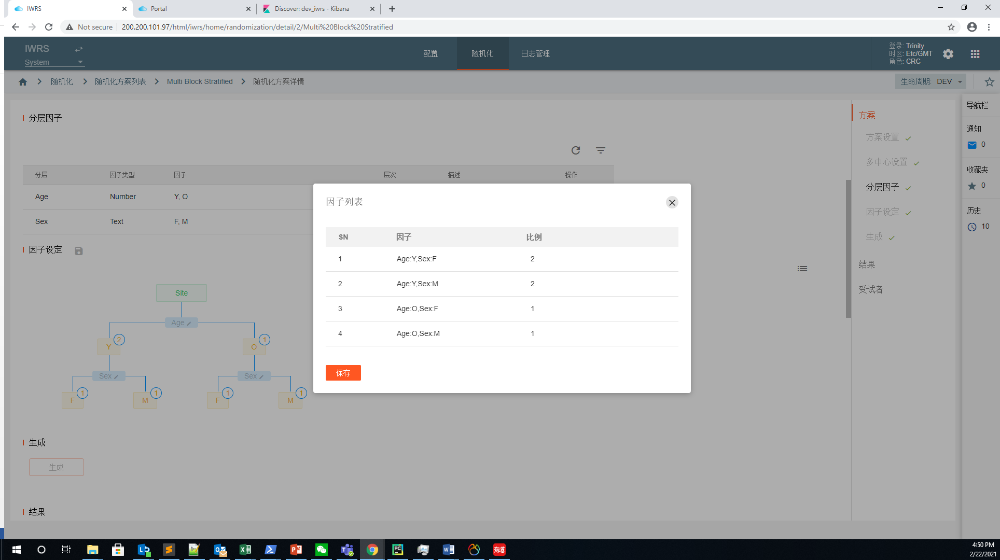 IWRS
Portal
Discover: dev_iwrs - Kibana
Not secure
200.200.101.97/html/iwrs/home/randomization/detail/2/Multi%20Block%20Stratified
IWRS
System
配置
随机化
日志管理
登录: Trinity
时区: Etc/GMT
角色: CRC
随机化
随机化方案列表
Multi Block Stratified
随机化方案详情
生命周期: DEV
分层因子
分层 因子类型 因子 层次 描述 操作
Age Number Y, O
Sex Text F, M
因子设定
Site
Age
Y 2
O 1
Sex
Sex
F 1
M 1
F 1
M 1
生成
生成
结果
因子列表
SN 因子 比例
1 Age:Y,Sex:F 2
2 Age:Y,Sex:M 2
3 Age:O,Sex:F 1
4 Age:O,Sex:M 1
保存
方案
方案设置
多中心设置
分层因子
因子设定
生成
结果
受试者
导航栏
通知
0
收藏夹
0
历史
10
有道
4:50 PM
2/22/2021